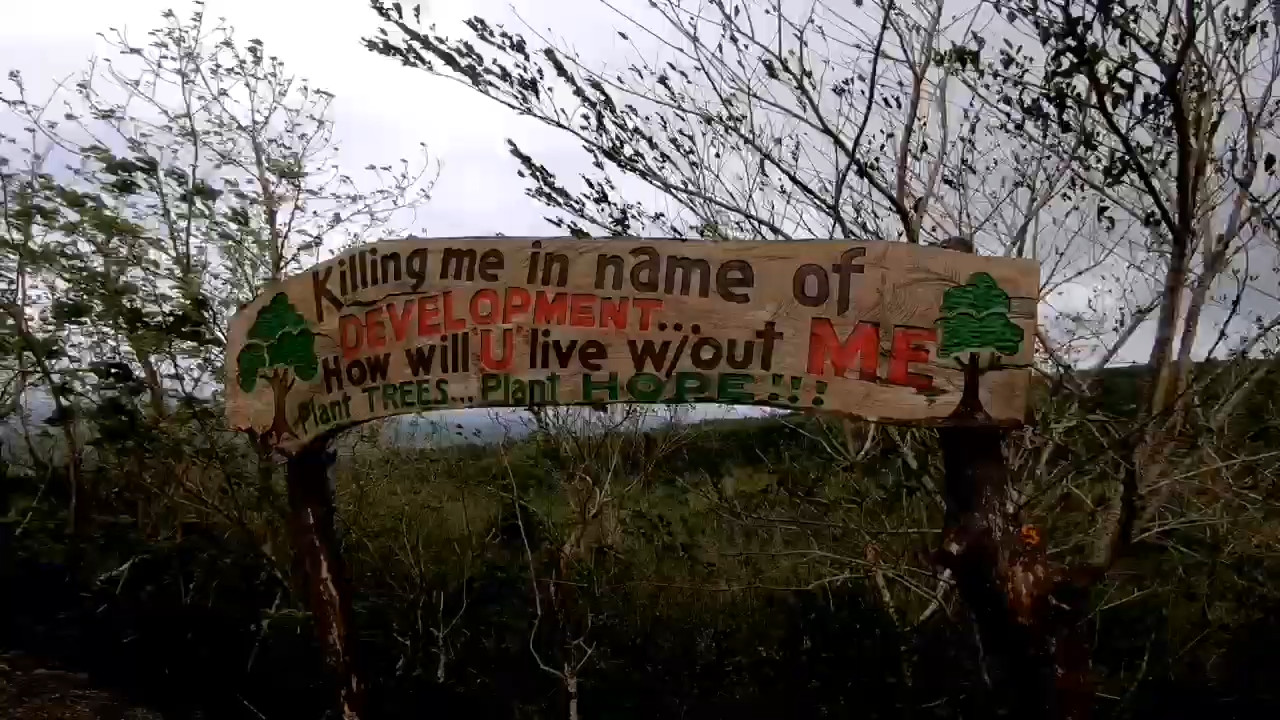 Killing me in name of
DEVELOPMENT...
How will 'U' live w/out ME
Plant TREES... Plant HOPE!!!